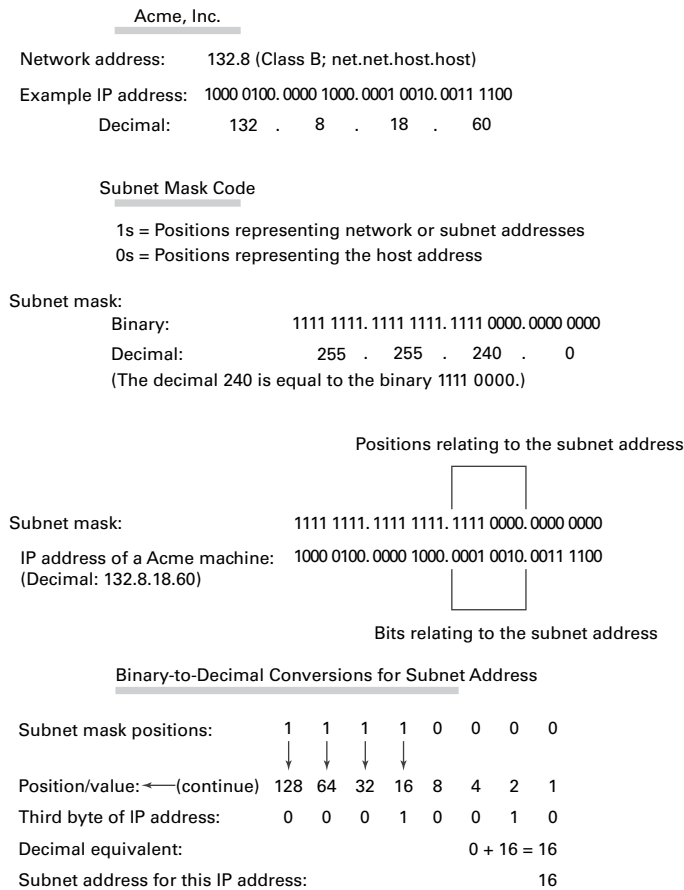 Acme, Inc.
Network address: 132.8 (Class B; net.net.host.host)
Example IP address: 1000 0100. 0000 1000. 0001 0010. 0011 1100
Decimal: 132 . 8 . 18 . 60
Subnet Mask Code
1s = Positions representing network or subnet addresses
0s = Positions representing the host address
Subnet mask:
Binary: 1111 1111. 1111 1111. 1111 0000. 0000 0000
Decimal: 255 . 255 . 240 . 0
(The decimal 240 is equal to the binary 1111 0000.)
Positions relating to the subnet address
Subnet mask: 1111 1111. 1111 1111. 1111 0000. 0000 0000
IP address of a Acme machine: 1000 0100. 0000 1000. 0001 0010. 0011 1100
(Decimal: 132.8.18.60)
Bits relating to the subnet address
Binary-to-Decimal Conversions for Subnet Address
Subnet mask positions: 1 1 1 1 0 0 0 0
Position/value: (continue) 128 64 32 16 8 4 2 1
Third byte of IP address: 0 0 0 1 0 0 1 0
Decimal equivalent: 0 + 16 = 16
Subnet address for this IP address: 16